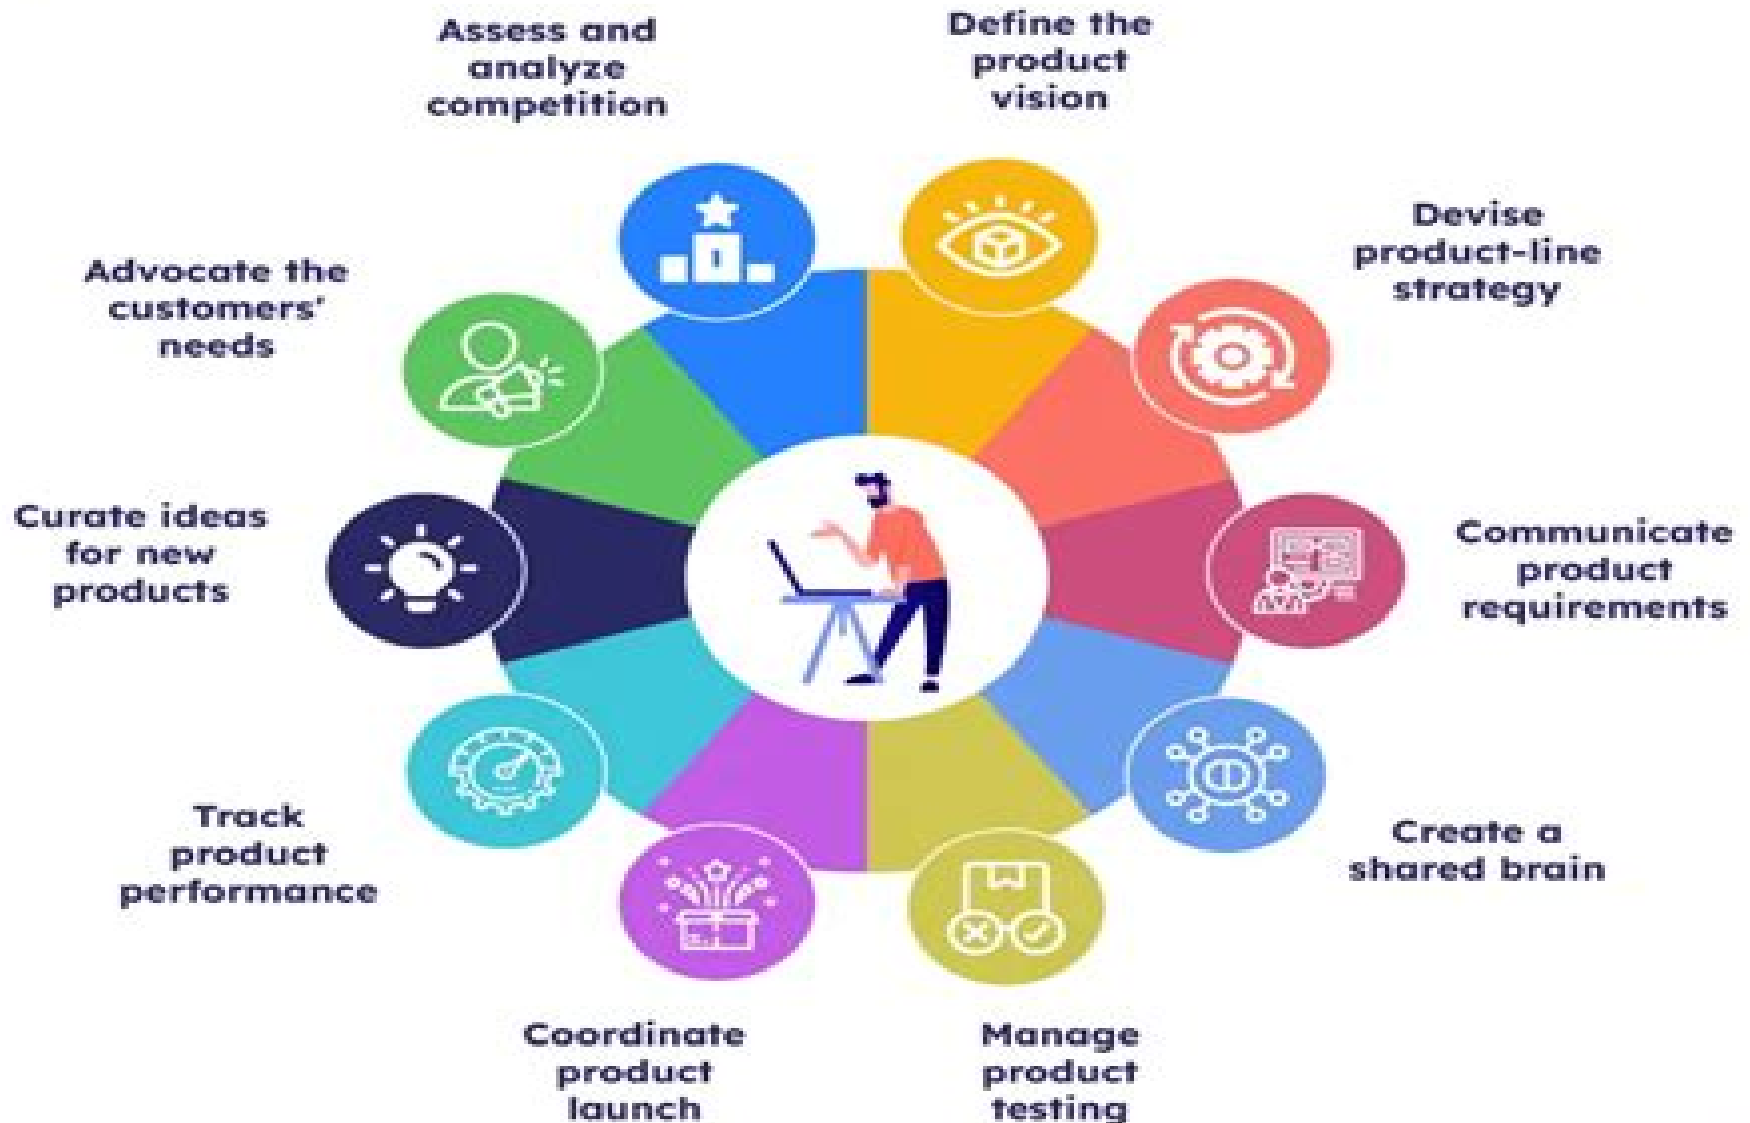 Assess and
analyze
competition
Define the
product
vision
Devise
product-line
strategy
Communicate
product
requirements
Create a
shared brain
Manage
product
testing
Coordinate
product
launch
Track
product
performance
Curate ideas
for new
products
Advocate the
customers'
needs
1